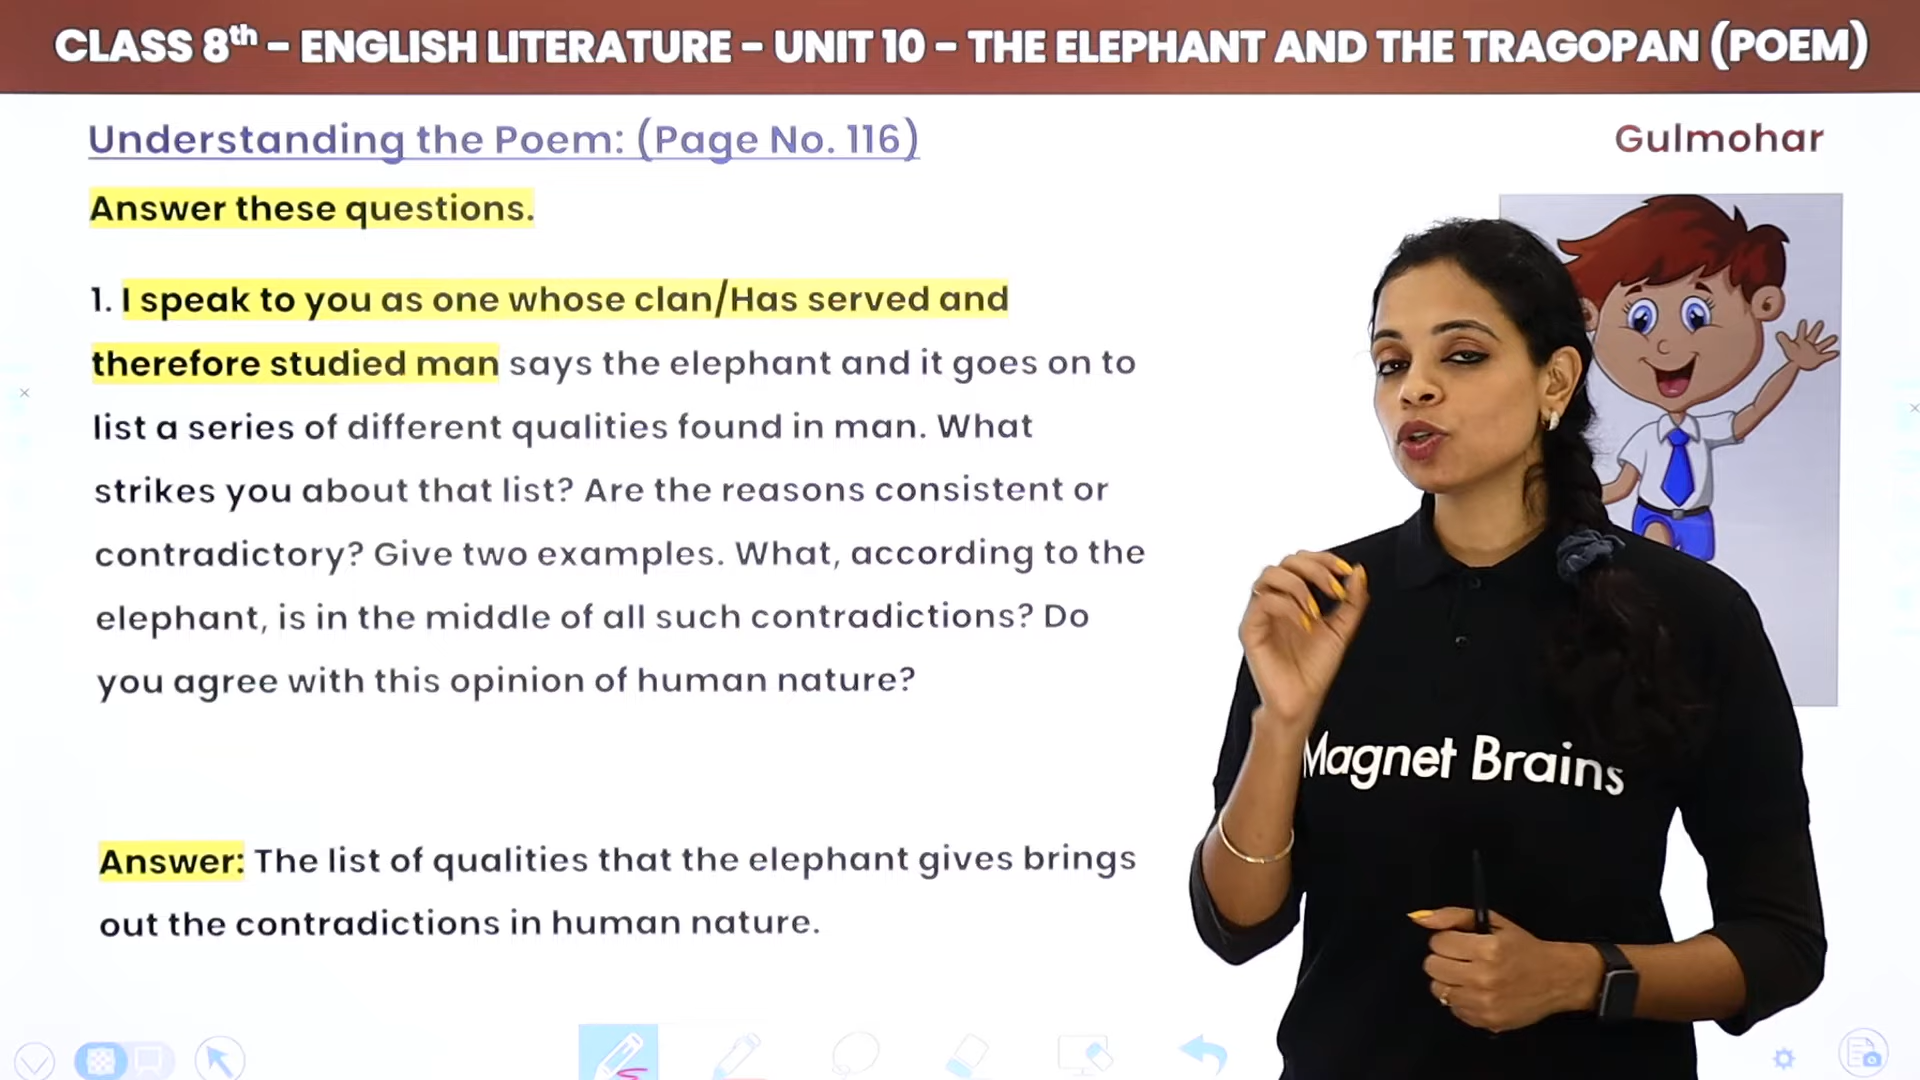 CLASS 8th – ENGLISH LITERATURE – UNIT 10 – THE ELEPHANT AND THE TRAGOPAN (POEM)
Understanding the Poem: (Page No. 116)
Gulmohar
Answer these questions.
1. I speak to you as one whose clan/Has served and
therefore studied man says the elephant and it goes on to
list a series of different qualities found in man. What
strikes you about that list? Are the reasons consistent or
contradictory? Give two examples. What, according to the
elephant, is in the middle of all such contradictions? Do
you agree with this opinion of human nature?
Magnet Brains
Answer: The list of qualities that the elephant gives brings
out the contradictions in human nature.